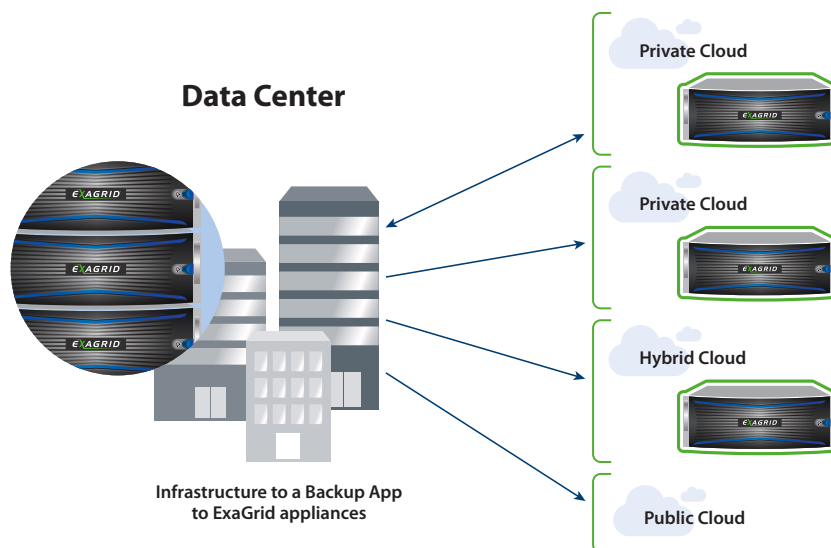 Data Center
EXAGRID
EXAGRID
EXAGRID
Infrastructure to a Backup App
to ExaGrid appliances
Private Cloud
EXAGRID
Private Cloud
EXAGRID
Hybrid Cloud
EXAGRID
Public Cloud